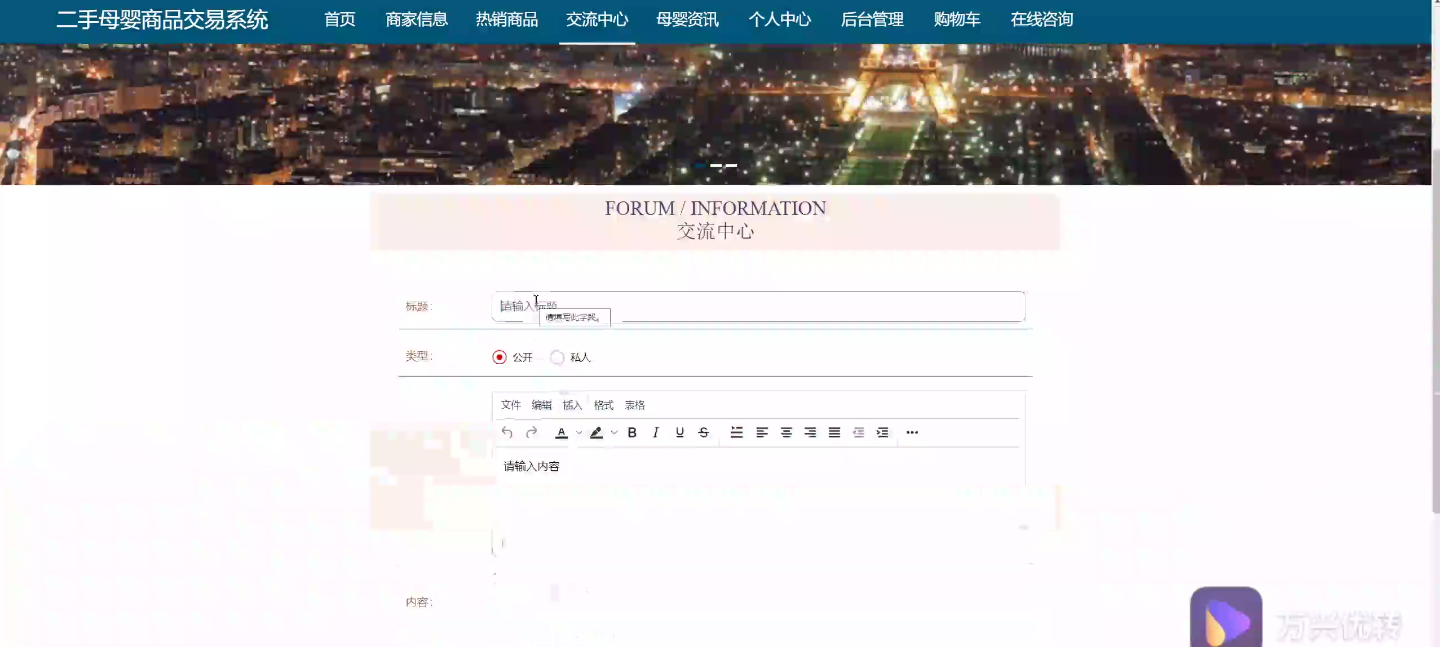 二手母婴商品交易系统 首页 商家信息 热销商品 交流中心 母婴资讯 个人中心 后台管理 购物车 在线咨询
FORUM / INFORMATION
交流中心
标题: 请输入标题
请填写此字段。
类型: 公开 私人
文件 编辑 插入 格式 表格
A B I U S
请输入内容
内容:
万兴优转